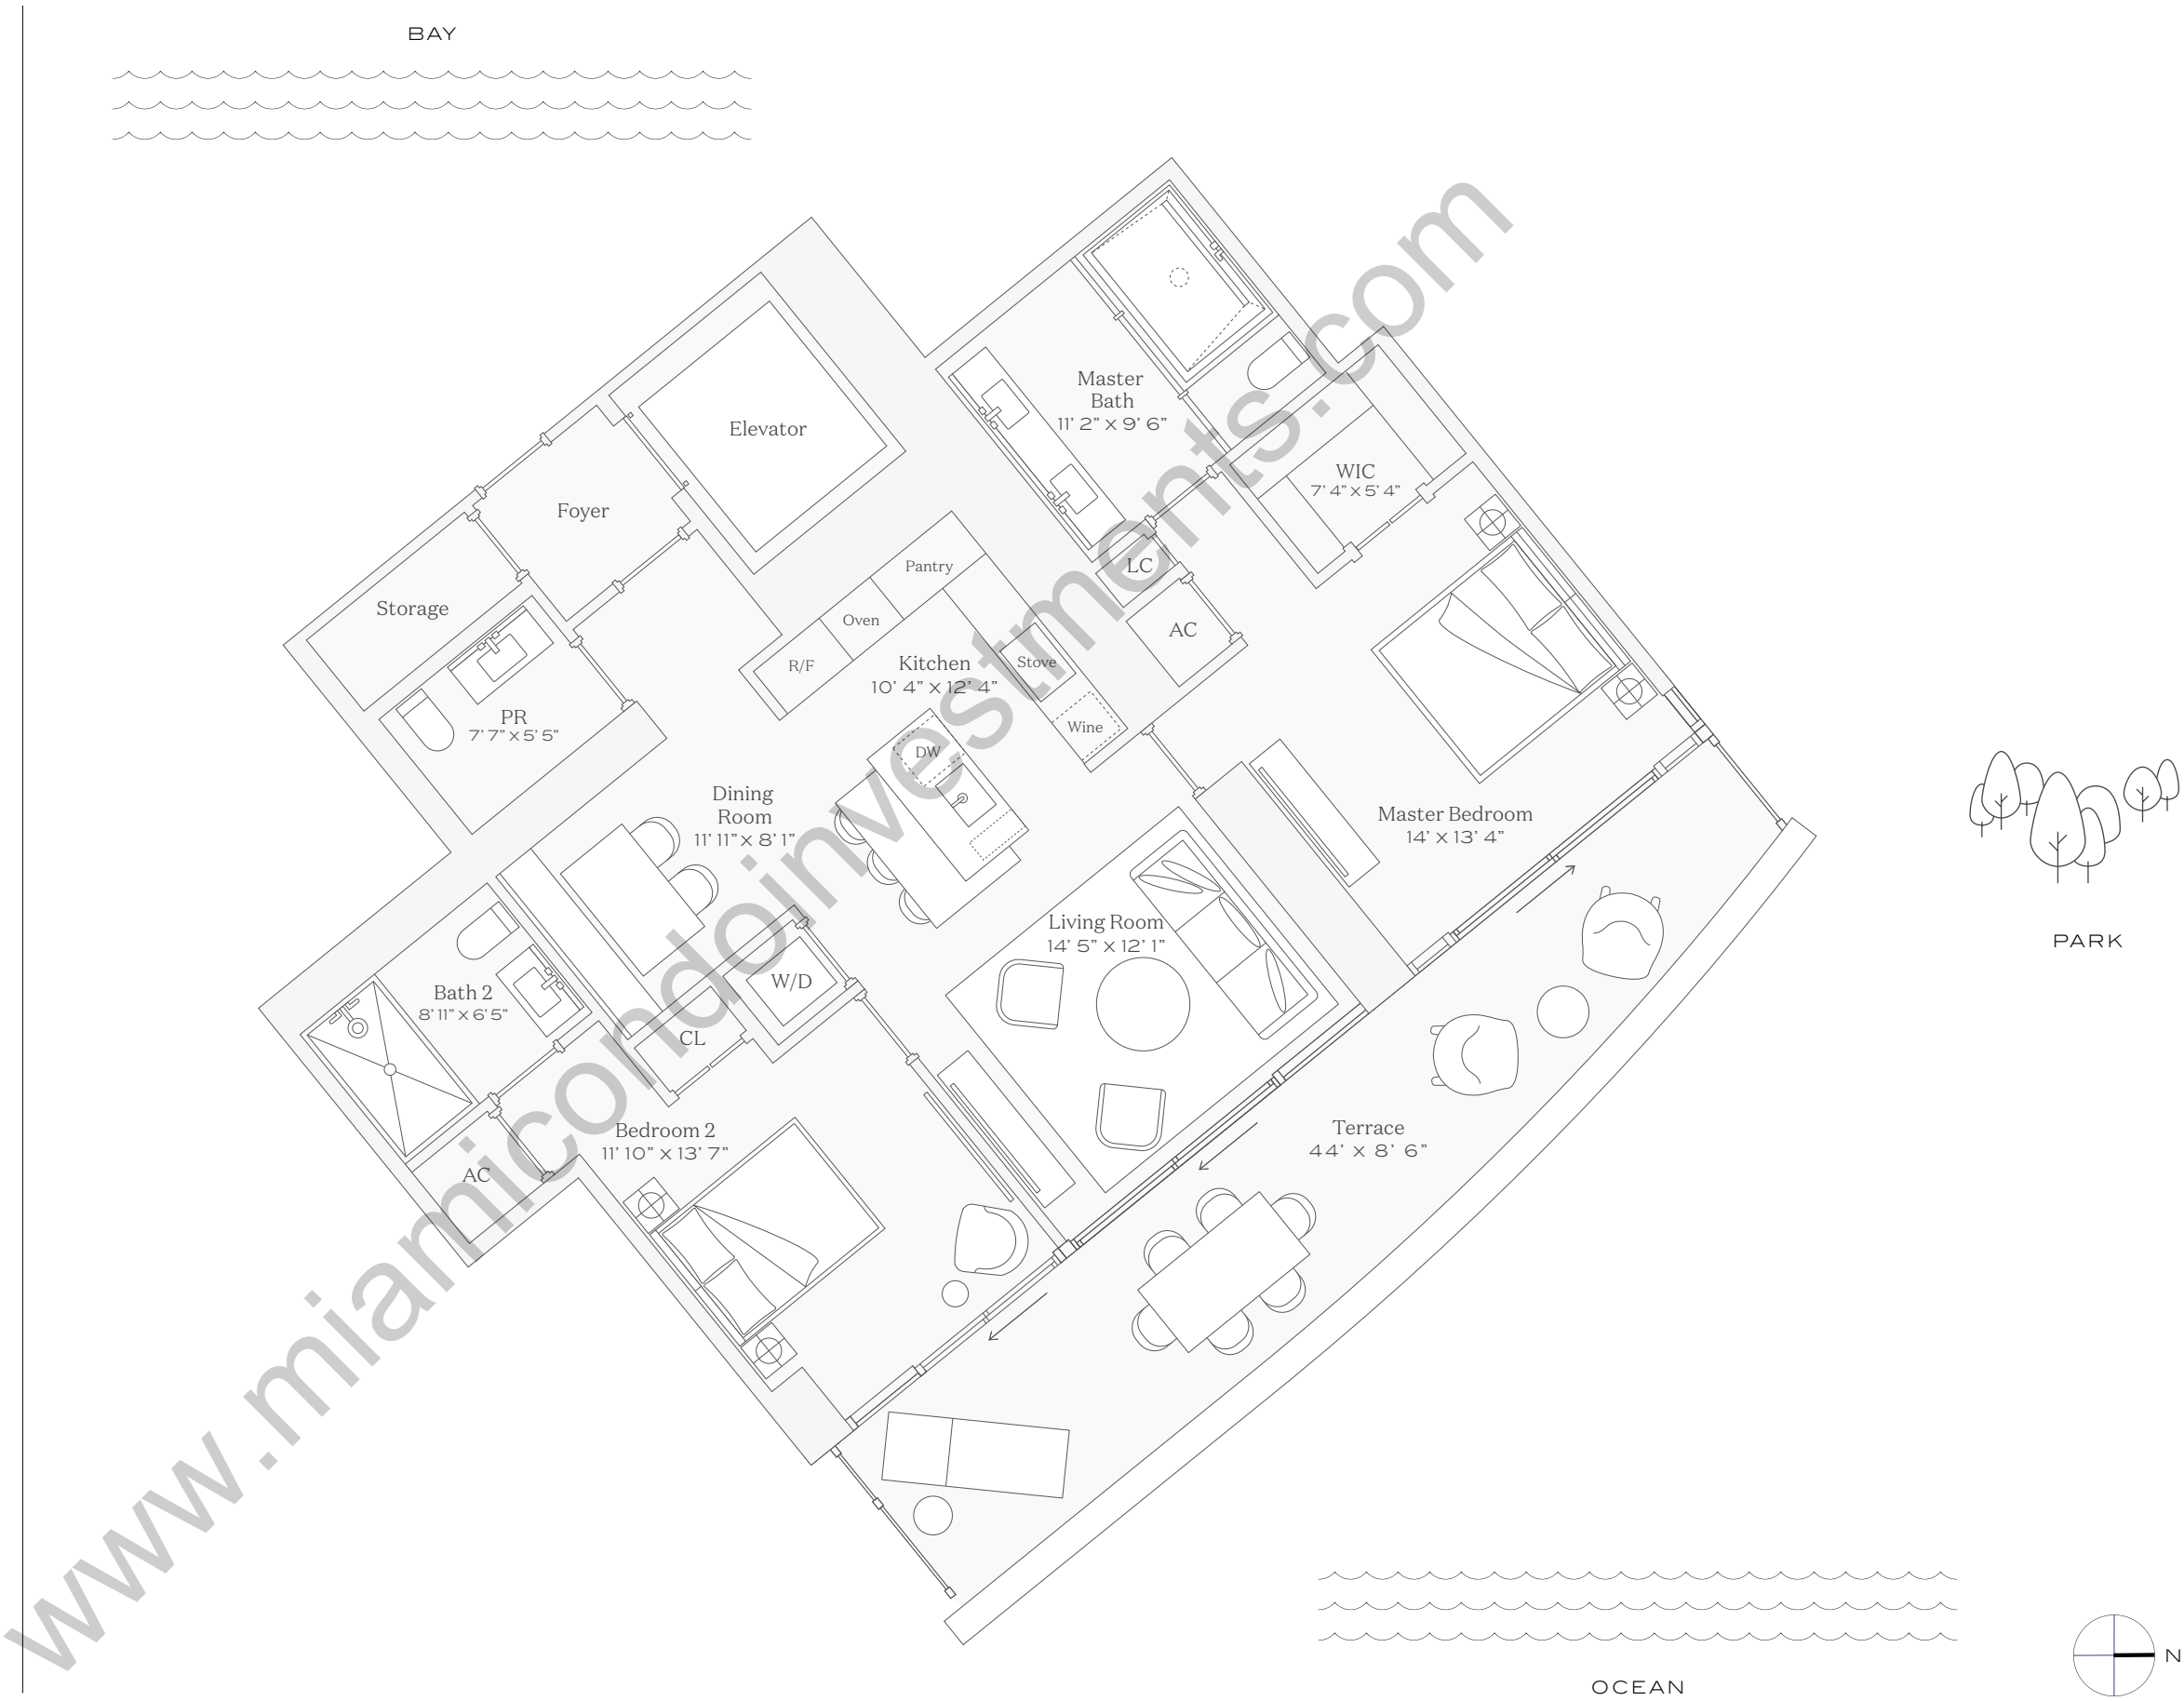 BAY
Elevator
Master
Bath
11' 2” x 9' 6”
WIC
7' 4” x 5' 4”
Foyer
Pantry
LC
Storage
Oven
AC
R/F
Kitchen
10' 4” x 12' 4”
Stove
PR
7' 7” x 5' 5”
Wine
DW
Dining
Room
11' 11” x 8' 1”
Master Bedroom
14' x 13' 4”
Living Room
14' 5” x 12' 1”
PARK
W/D
Bath 2
8' 11” x 6' 5”
CL
Bedroom 2
11' 10” x 13' 7”
Terrace
44' x 8' 6”
AC
OCEAN
N
www.miamicondoinvestments.com